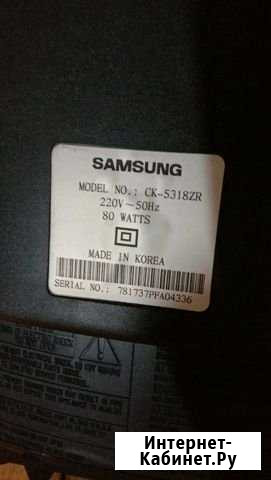 SAMSUNG
MODEL NO.: CK-5318ZR
220V~50Hz
80 WATTS
MADE IN KOREA
SERIAL NO.: 781737PFA04336
Интернет-
Кабинет.Ру